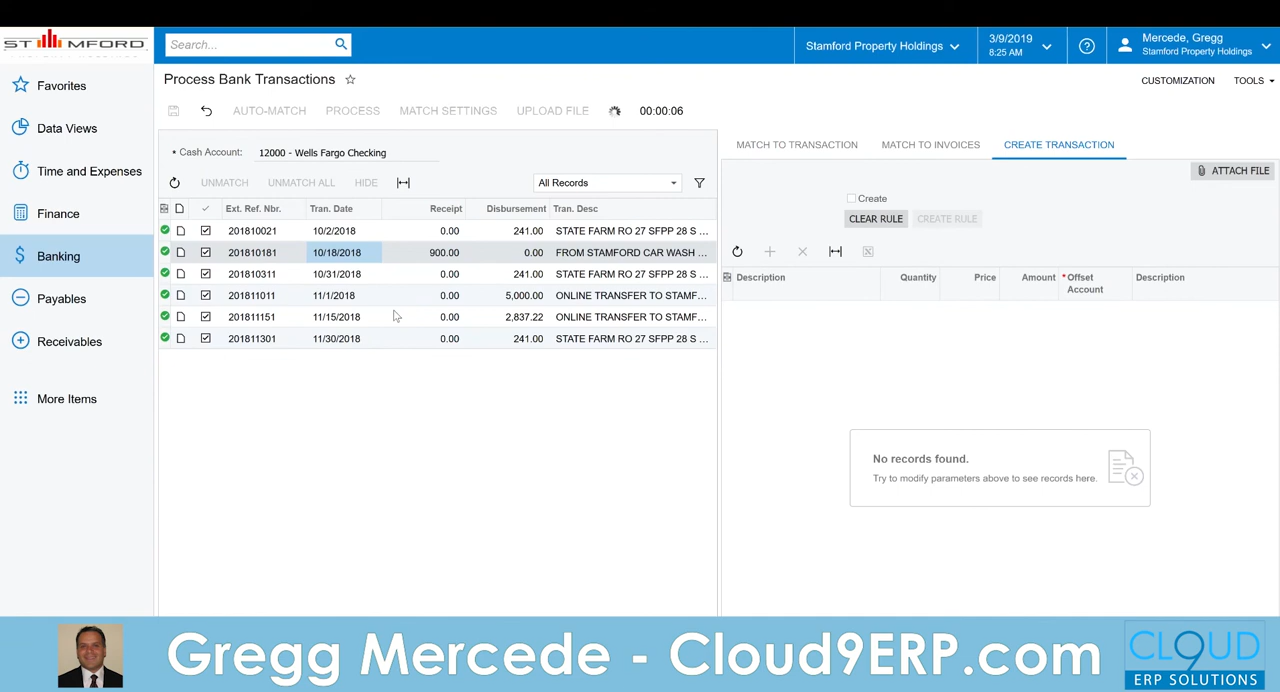 STAMFORD
Search...
Stamford Property Holdings
3/9/2019
8:25 AM
Mercede, Gregg
Stamford Property Holdings
Favorites
Data Views
Time and Expenses
Finance
Banking
Payables
Receivables
More Items
Process Bank Transactions
CUSTOMIZATION TOOLS
AUTO-MATCH PROCESS MATCH SETTINGS UPLOAD FILE 00:00:06
* Cash Account: 12000 - Wells Fargo Checking
UNMATCH UNMATCH ALL HIDE All Records
Ext. Ref. Nbr. Tran. Date Receipt Disbursement Tran. Desc
201810021 10/2/2018 0.00 241.00 STATE FARM RO 27 SFPP 28 S ...
201810181 10/18/2018 900.00 0.00 FROM STAMFORD CAR WASH ...
201810311 10/31/2018 0.00 241.00 STATE FARM RO 27 SFPP 28 S ...
201811011 11/1/2018 0.00 5,000.00 ONLINE TRANSFER TO STAMF...
201811151 11/15/2018 0.00 2,837.22 ONLINE TRANSFER TO STAMF...
201811301 11/30/2018 0.00 241.00 STATE FARM RO 27 SFPP 28 S ...
MATCH TO TRANSACTION MATCH TO INVOICES CREATE TRANSACTION
ATTACH FILE
Create
CLEAR RULE CREATE RULE
Description Quantity Price Amount * Offset Account Description
No records found.
Try to modify parameters above to see records here.
Gregg Mercede - Cloud9ERP.com
CLOUD9
ERP SOLUTIONS